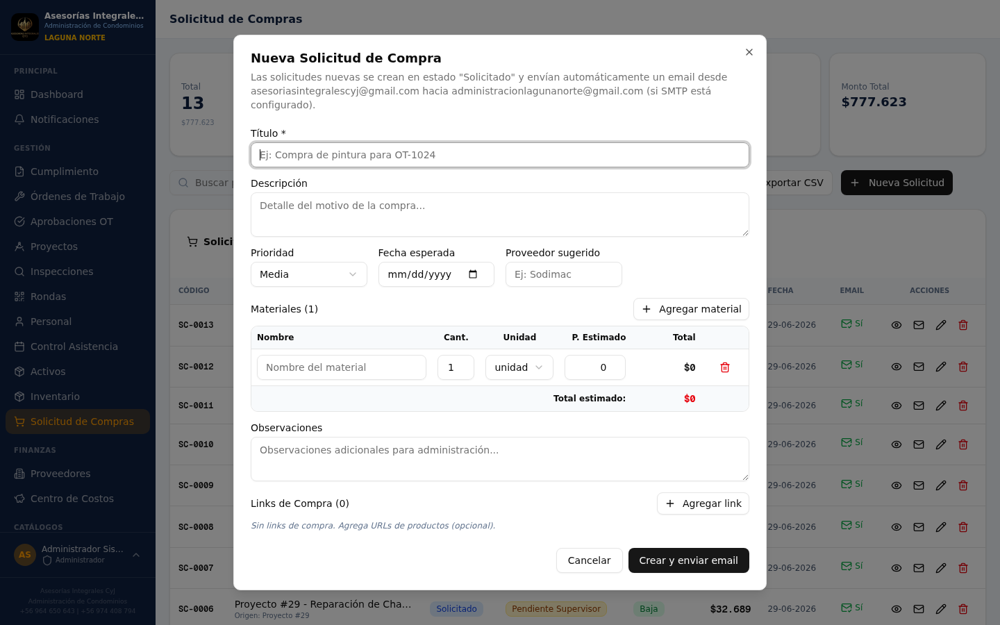 Asesorías Integrale...
Administración de Condominios
LAGUNA NORTE
PRINCIPAL
Dashboard
Notificaciones
GESTIÓN
Cumplimiento
Órdenes de Trabajo
Aprobaciones OT
Proyectos
Inspecciones
Rondas
Personal
Control Asistencia
Activos
Inventario
Solicitud de Compras
FINANZAS
Proveedores
Centro de Costos
CATÁLOGOS
AS
Administrador Sis...
Administrador
Asesorías Integrales CyJ
Administración de Condominios
+56 964 650 643 | +56 974 408 794
Solicitud de Compras
Total
13
$777.623
Monto Total
$777.623
Buscar
xportar CSV
Nueva Solicitud
Solici
CÓDIGO
FECHA
EMAIL
ACCIONES
SC-0013
29-06-2026
Sí
SC-0012
29-06-2026
Sí
SC-0011
29-06-2026
Sí
SC-0010
29-06-2026
Sí
SC-0009
29-06-2026
Sí
SC-0008
29-06-2026
Sí
SC-0007
29-06-2026
Sí
SC-0006
Proyecto #29 - Reparación de Cha...
Origen: Proyecto #29
Solicitado
Pendiente Supervisor
Baja
$32.689
29-06-2026
Sí
Nueva Solicitud de Compra
Las solicitudes nuevas se crean en estado "Solicitado" y envían automáticamente un email desde
asesoriasintegralescyj@gmail.com hacia administracionlagunanorte@gmail.com (si SMTP está
configurado).
Título *
Ej: Compra de pintura para OT-1024
Descripción
Detalle del motivo de la compra...
Prioridad
Fecha esperada
Proveedor sugerido
Media
mm/dd/yyyy
Ej: Sodimac
Materiales (1)
Agregar material
Nombre
Cant.
Unidad
P. Estimado
Total
Nombre del material
1
unidad
0
$0
Total estimado:
$0
Observaciones
Observaciones adicionales para administración...
Links de Compra (0)
Agregar link
Sin links de compra. Agrega URLs de productos (opcional).
Cancelar
Crear y enviar email